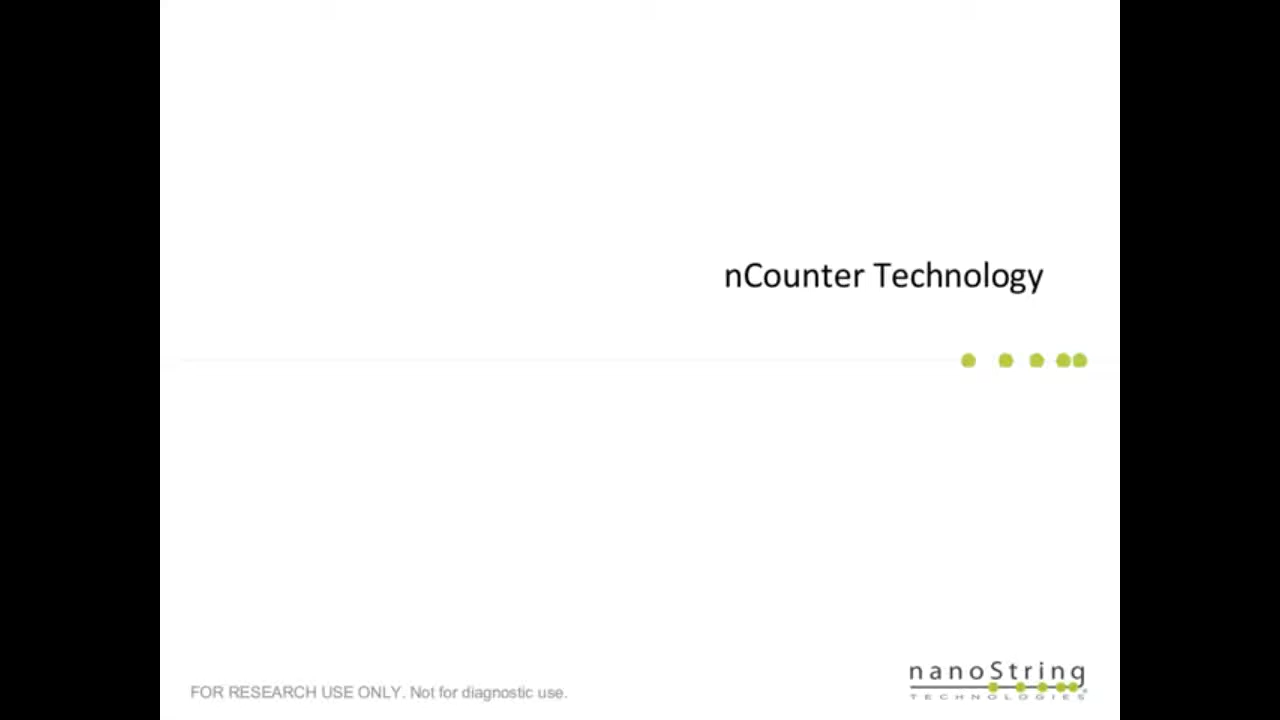 nCounter Technology
FOR RESEARCH USE ONLY. Not for diagnostic use.
nanoString
TECHNOLOGIES®